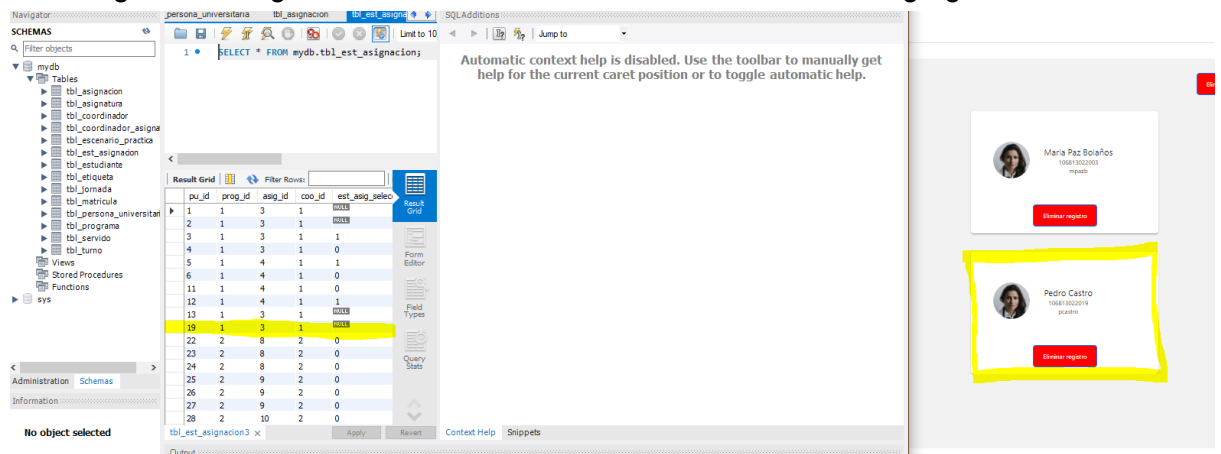 Navigator
SCHEMAS
Filter objects
mydb
Tables
tbl_asignacion
tbl_asignatura
tbl_coordinador
tbl_coordinador_asigna
tbl_escenario_practica
tbl_est_asignacion
tbl_estudiante
tbl_etiqueta
tbl_jornada
tbl_matricula
tbl_persona_universitari
tbl_programa
tbl_servicio
tbl_turno
Views
Stored Procedures
Functions
sys
Administration Schemas
Information
No object selected
_persona_universitaria tbl_asignacion tbl_est_asigna
Limit to 10
1 SELECT * FROM mydb.tbl_est_asignacion;
Result Grid Filter Rows:
pu_id prog_id asig_id coo_id est_asig_selec
1 1 3 1 NULL
2 1 3 1 NULL
3 1 3 1 1
4 1 3 1 0
5 1 4 1 1
6 1 4 1 0
11 1 4 1 0
12 1 4 1 1
13 1 3 1 NULL
19 1 3 1 NULL
22 2 8 2 0
23 2 8 2 0
24 2 8 2 0
25 2 9 2 0
26 2 9 2 0
27 2 9 2 0
28 2 10 2 0
Result
Grid
Form
Editor
Field
Types
Query
Stats
tbl_est_asignacion3 Apply Revert
Output
SQLAdditions
Jump to
Automatic context help is disabled. Use the toolbar to manually get
help for the current caret position or to toggle automatic help.
Context Help Snippets
Eli
Maria Paz Bolaños
106813022003
mpazb
Eliminar registro
Pedro Castro
106813022019
pcastro
Eliminar registro